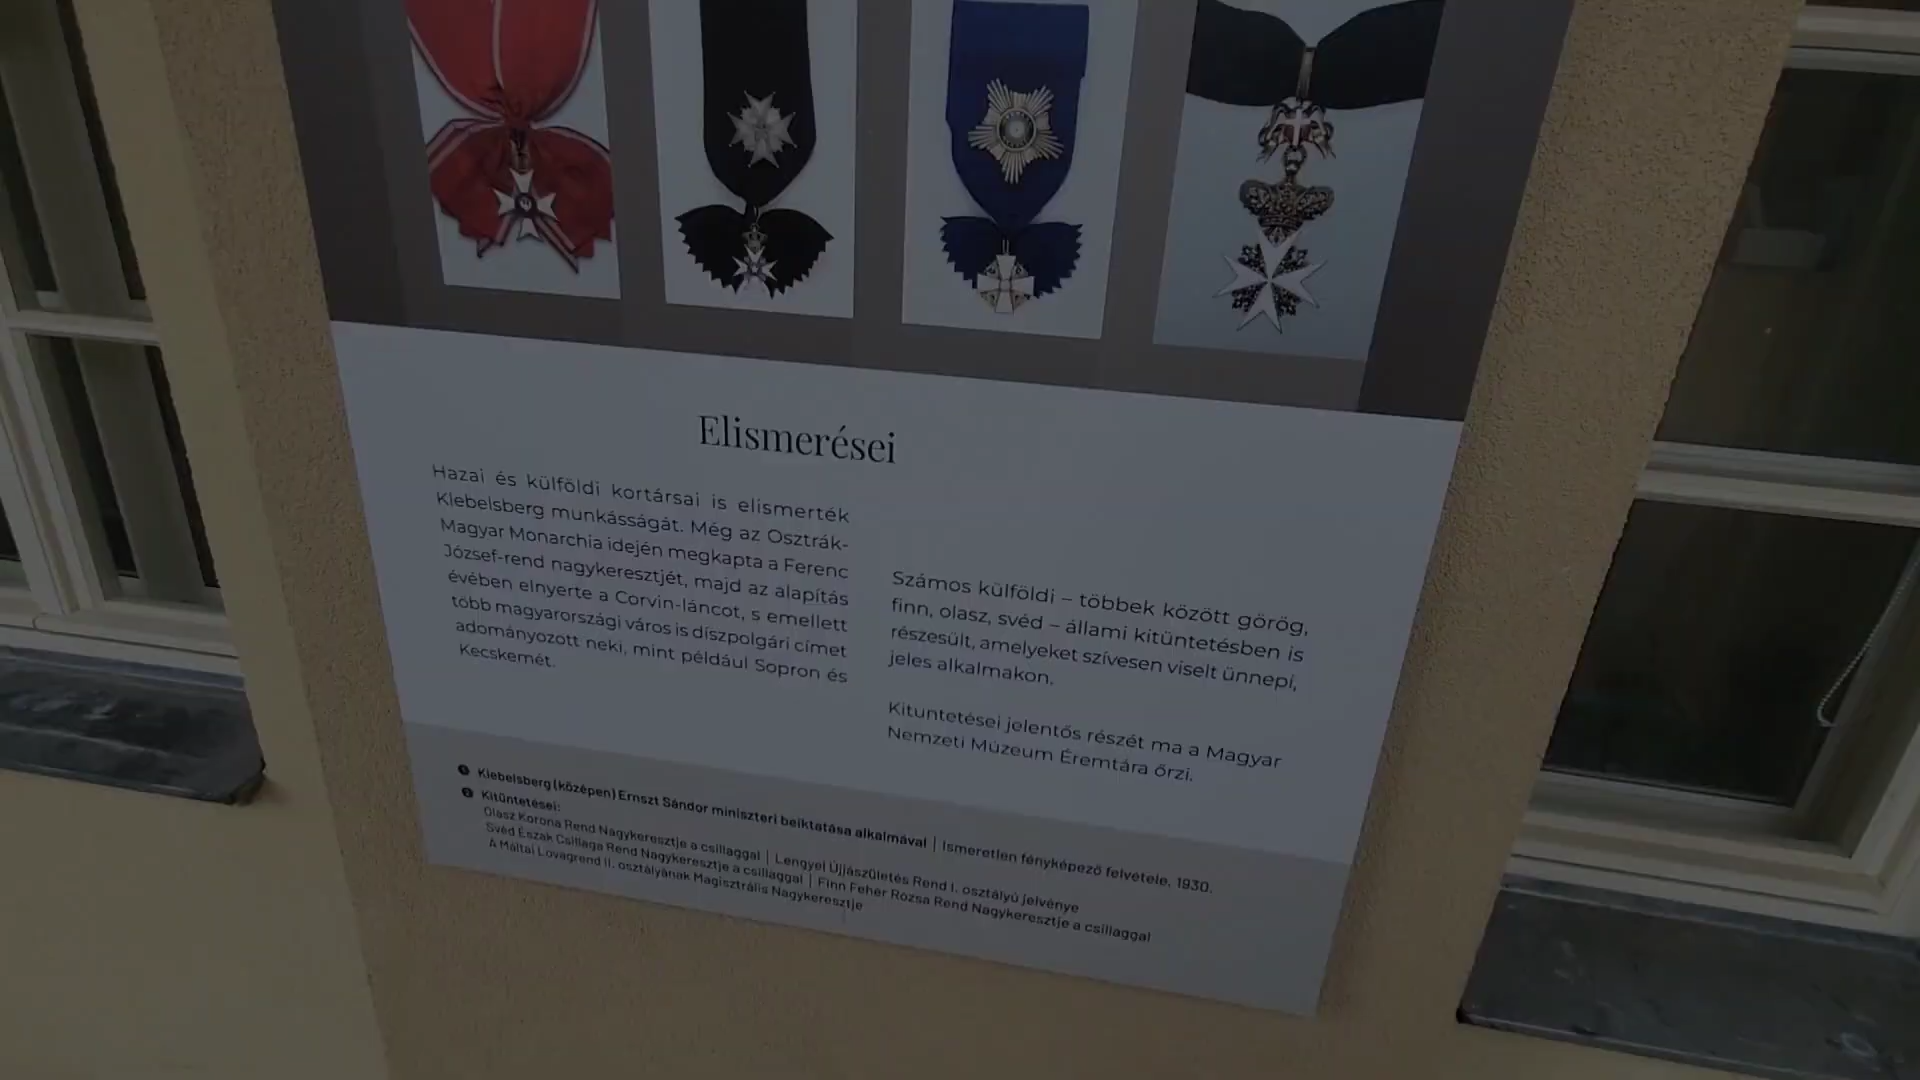 Elismerései
Hazai és külföldi kortársai is elismerték
Klebelsberg munkásságát. Még az Osztrák-
Magyar Monarchia idején megkapta a Ferenc
József-rend nagykeresztjét, majd az alapítás
évében elnyerte a Corvin-láncot, s emellett
több magyarországi város is díszpolgári címet
adományozott neki, mint például Sopron és
Kecskemét.
Számos külföldi – többek között görög,
finn, olasz, svéd – állami kitüntetésben is
részesült, amelyeket szívesen viselt ünnepi,
jeles alkalmakon.
Kitüntetései jelentős részét ma a Magyar
Nemzeti Múzeum Éremtára őrzi.
1 Klebelsberg (középen) Ernszt Sándor miniszteri beiktatása alkalmával | Ismeretlen fényképező felvétele, 1930.
2 Kitüntetései:
Olasz Korona Rend Nagykeresztje a csillaggal | Lengyel Újjászületés Rend I. osztályú jelvénye
Svéd Észak Csillaga Rend Nagykeresztje a csillaggal | Finn Fehér Rózsa Rend Nagykeresztje a csillaggal
A Máltai Lovagrend II. osztályának Magisztrális Nagykeresztje